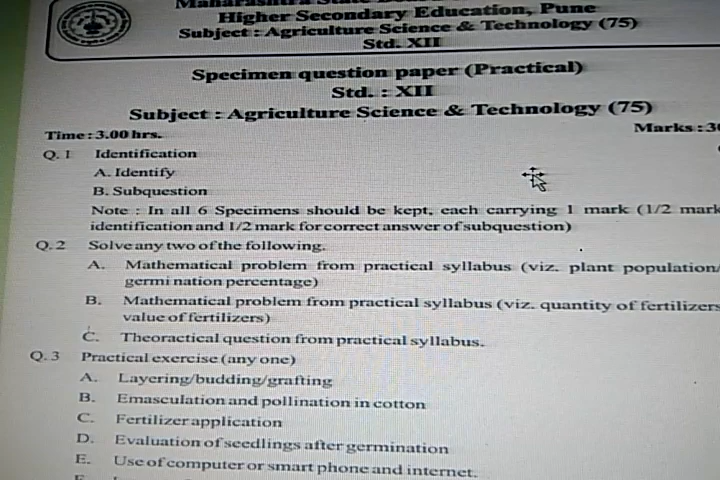 Higher Secondary Education, Pune
Subject : Agriculture Science & Technology (75)
Std. XII
Specimen question paper (Practical)
Std. : XII
Subject : Agriculture Science & Technology (75)
Time : 3.00 hrs.
Marks : 3
Q. 1 Identification
A. Identify
B. Subquestion
Note : In all 6 Specimens should be kept, each carrying 1 mark (1/2 mark
identification and 1/2 mark for correct answer of subquestion)
Q. 2 Solve any two of the following.
A. Mathematical problem from practical syllabus (viz. plant population/
germi nation percentage)
B. Mathematical problem from practical syllabus (viz. quantity of fertilizers
value of fertilizers)
C. Theoractical question from practical syllabus.
Q. 3 Practical exercise (any one)
A. Layering/budding/grafting
B. Emasculation and pollination in cotton
C. Fertilizer application
D. Evaluation of seedlings after germination
E. Use of computer or smart phone and internet.